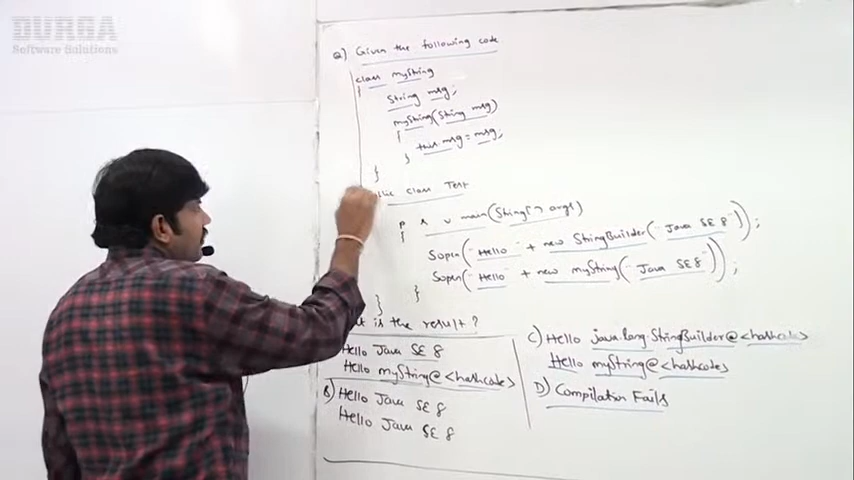 DURGA
Software Solutions
Q) Given the following code
class myString
{
String msg;
myString(String msg)
{
this.msg = msg;
}
}
class Test
p s v main(String[] args)
{
Sopln("Hello" + new StringBuilder("Java SE 8"));
Sopln("Hello" + new myString("Java SE 8"));
}
}
is the result?
Hello Java SE 8
Hello myString@<hashcode>
B) Hello Java SE 8
Hello Java SE 8
C) Hello java.lang.StringBuilder@<hashcode>
Hello myString@<hashcode>
D) Compilation Fails